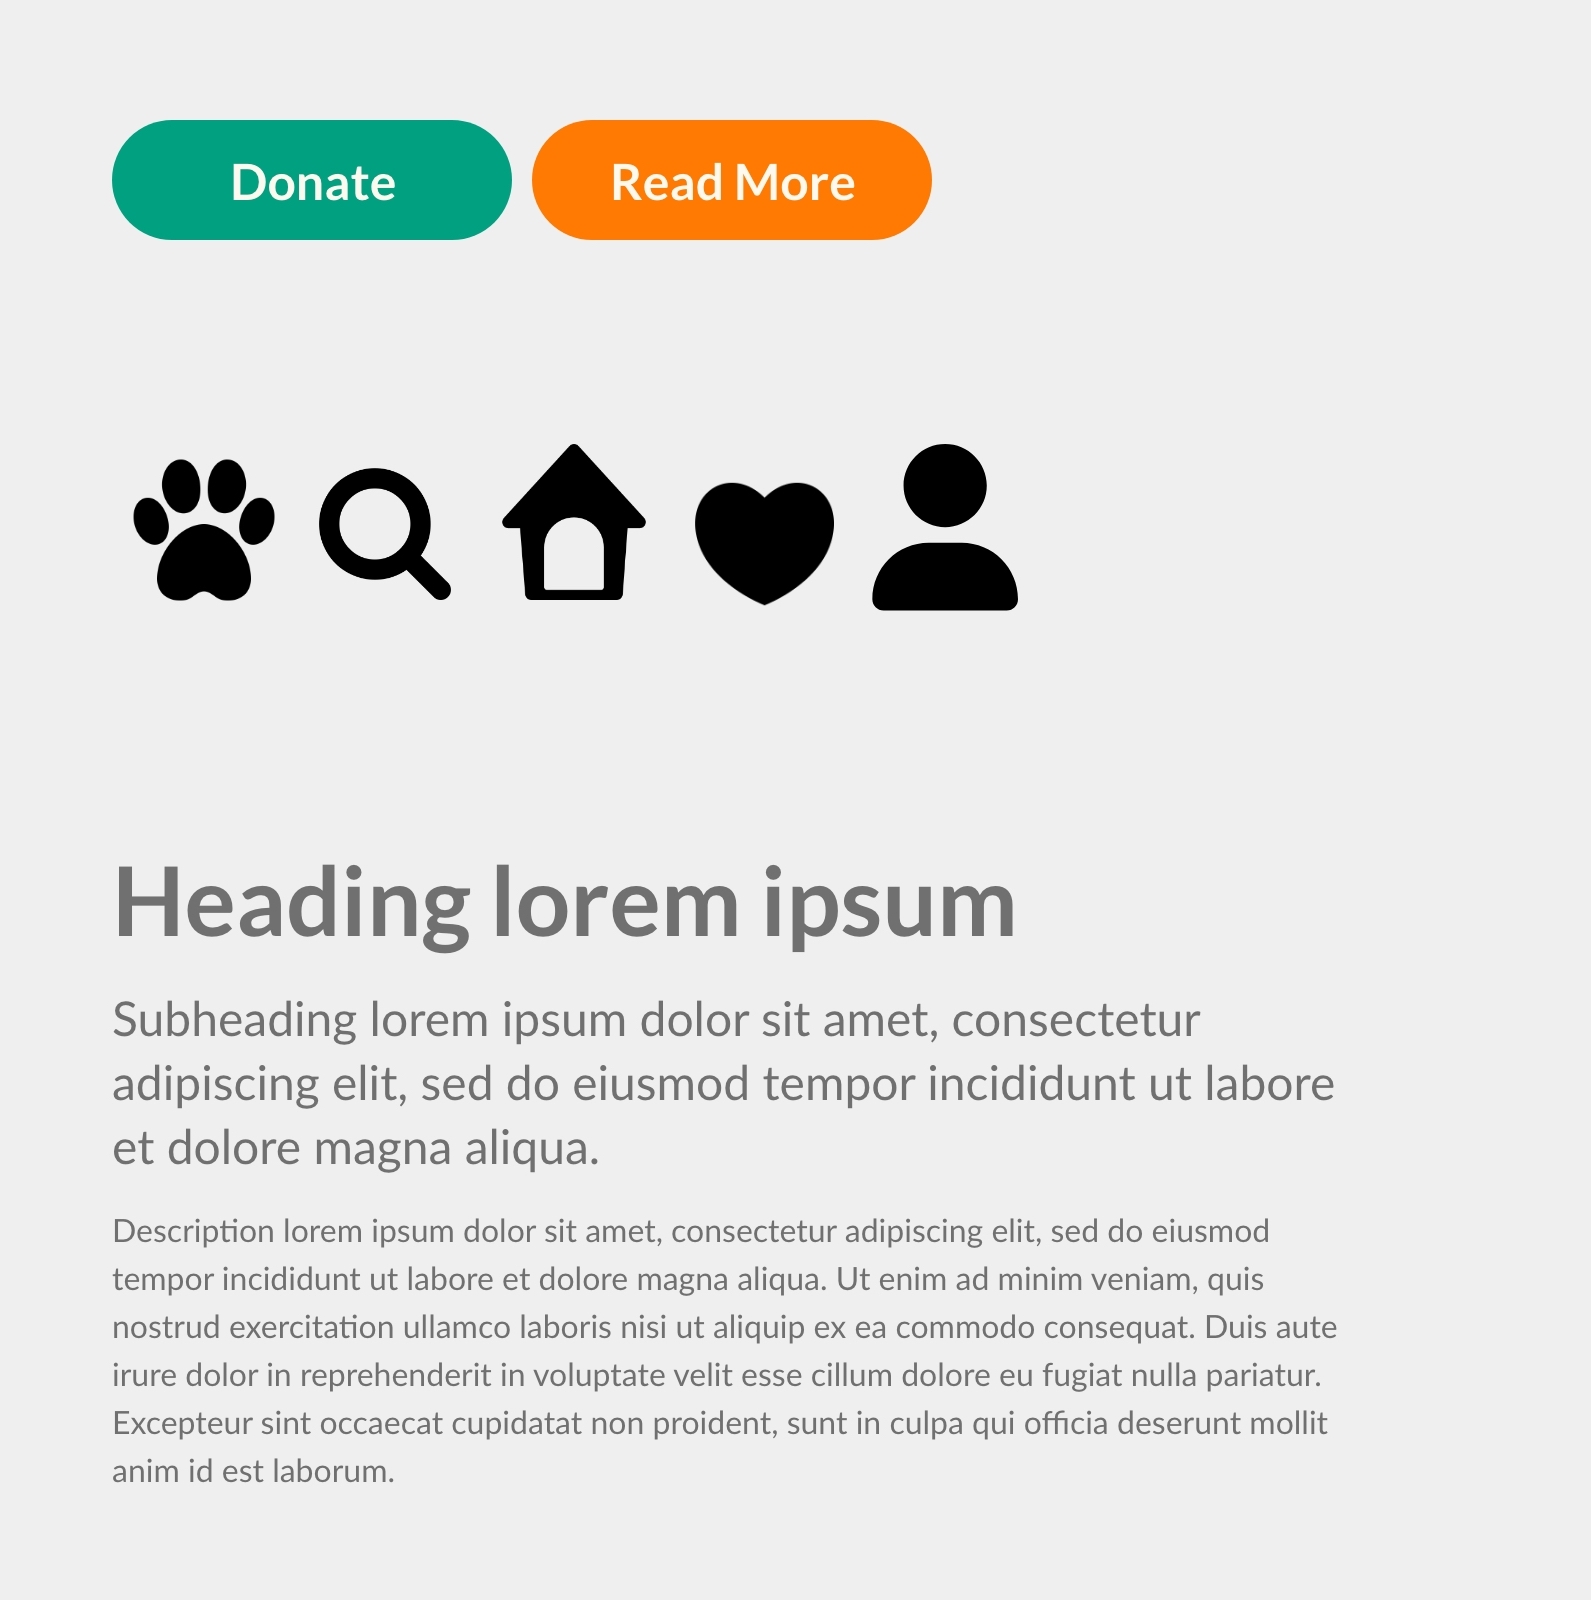 Donate
Read More
Heading lorem ipsum
Subheading lorem ipsum dolor sit amet, consectetur
adipiscing elit, sed do eiusmod tempor incididunt ut labore
et dolore magna aliqua.
Description lorem ipsum dolor sit amet, consectetur adipiscing elit, sed do eiusmod
tempor incididunt ut labore et dolore magna aliqua. Ut enim ad minim veniam, quis
nostrud exercitation ullamco laboris nisi ut aliquip ex ea commodo consequat. Duis aute
irure dolor in reprehenderit in voluptate velit esse cillum dolore eu fugiat nulla pariatur.
Excepteur sint occaecat cupidatat non proident, sunt in culpa qui officia deserunt mollit
anim id est laborum.